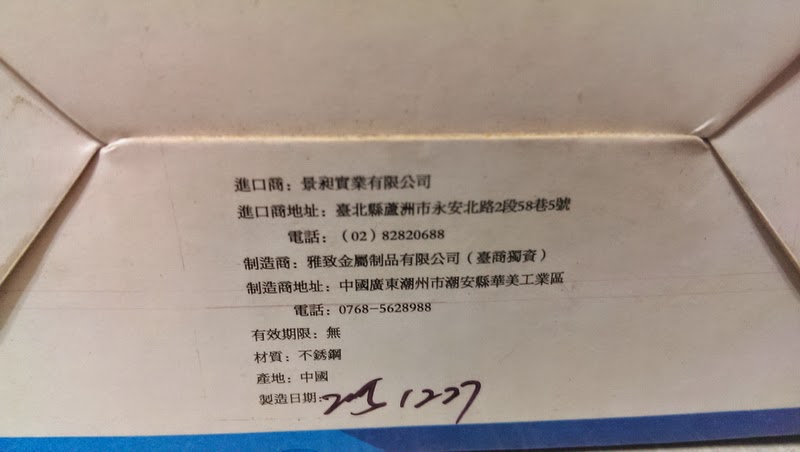 進口商：景昶實業有限公司
進口商地址：臺北縣蘆洲市永安北路2段58巷5號
電話：（02）82820688
制造商：雅致金屬制品有限公司（臺商獨資）
制造商地址：中國廣東潮州市潮安縣華美工業區
電話：0768-5628988
有效期限：無
材質：不銹鋼
產地：中國
製造日期：1227